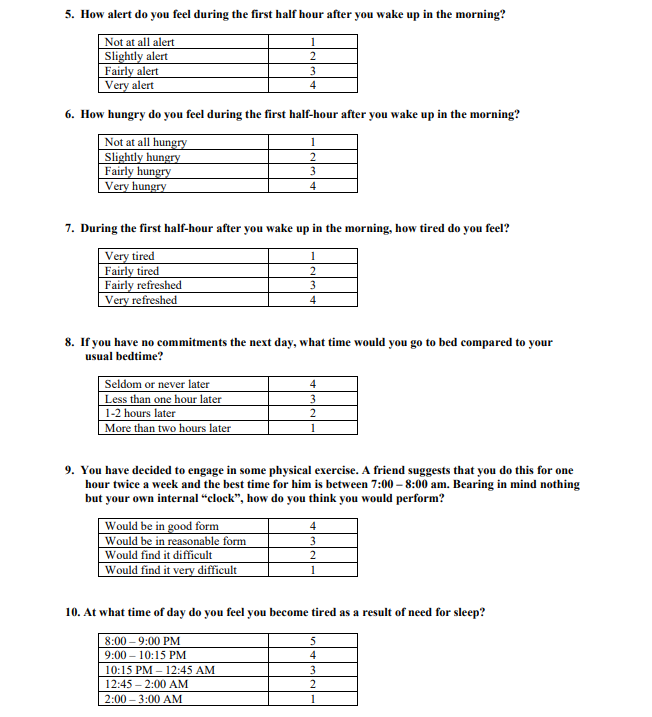 5. How alert do you feel during the first half hour after you wake up in the morning?
Not at all alert 1
Slightly alert 2
Fairly alert 3
Very alert 4
6. How hungry do you feel during the first half-hour after you wake up in the morning?
Not at all hungry 1
Slightly hungry 2
Fairly hungry 3
Very hungry 4
7. During the first half-hour after you wake up in the morning, how tired do you feel?
Very tired 1
Fairly tired 2
Fairly refreshed 3
Very refreshed 4
8. If you have no commitments the next day, what time would you go to bed compared to your
usual bedtime?
Seldom or never later 4
Less than one hour later 3
1-2 hours later 2
More than two hours later 1
9. You have decided to engage in some physical exercise. A friend suggests that you do this for one
hour twice a week and the best time for him is between 7:00 – 8:00 am. Bearing in mind nothing
but your own internal “clock”, how do you think you would perform?
Would be in good form 4
Would be in reasonable form 3
Would find it difficult 2
Would find it very difficult 1
10. At what time of day do you feel you become tired as a result of need for sleep?
8:00 – 9:00 PM 5
9:00 – 10:15 PM 4
10:15 PM – 12:45 AM 3
12:45 – 2:00 AM 2
2:00 – 3:00 AM 1